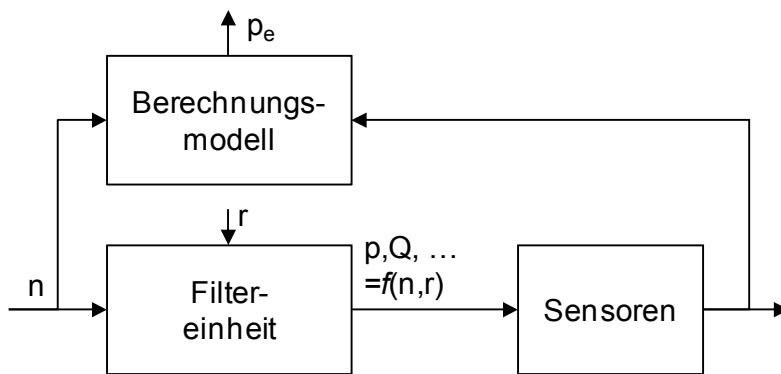 pₑ
Berechnungs-
modell
r
n
Filter-
einheit
p,Q, …
=f(n,r)
Sensoren